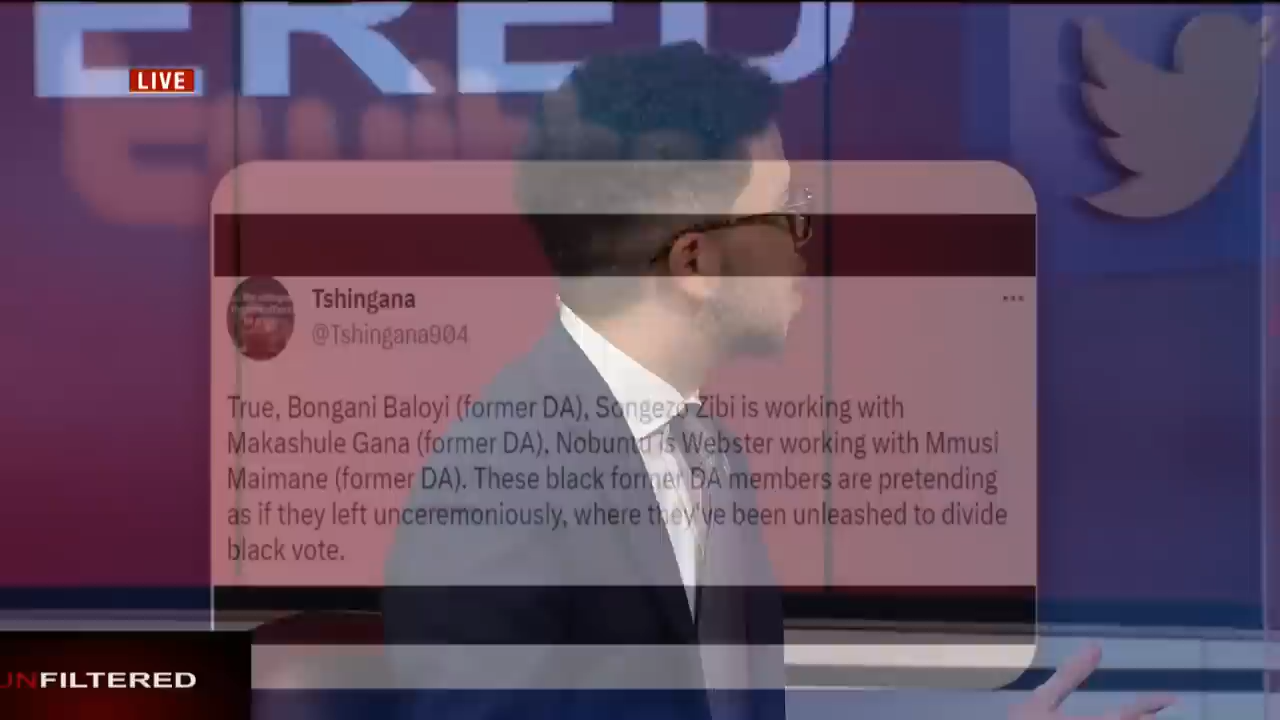 ERED
LIVE
Tshingana
@Tshingana904
True, Bongani Baloyi (former DA), Songezo Zibi is working with
Makashule Gana (former DA), Nobuntu is Webster working with Mmusi
Maimane (former DA). These black former DA members are pretending
as if they left unceremoniously, where they've been unleashed to divide
black vote.
UNFILTERED